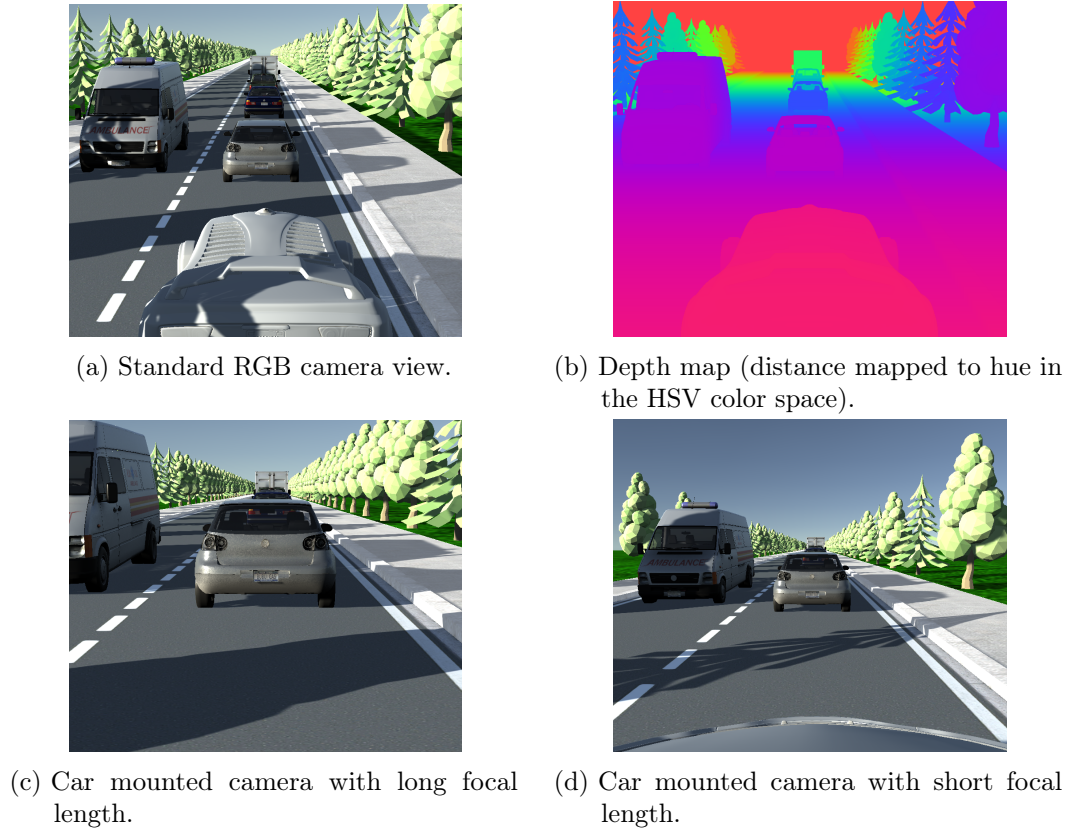 AMBULANCE
(a) Standard RGB camera view.
(b) Depth map (distance mapped to hue in
the HSV color space).
AMBULANCE
(c) Car mounted camera with long focal
length.
(d) Car mounted camera with short focal
length.